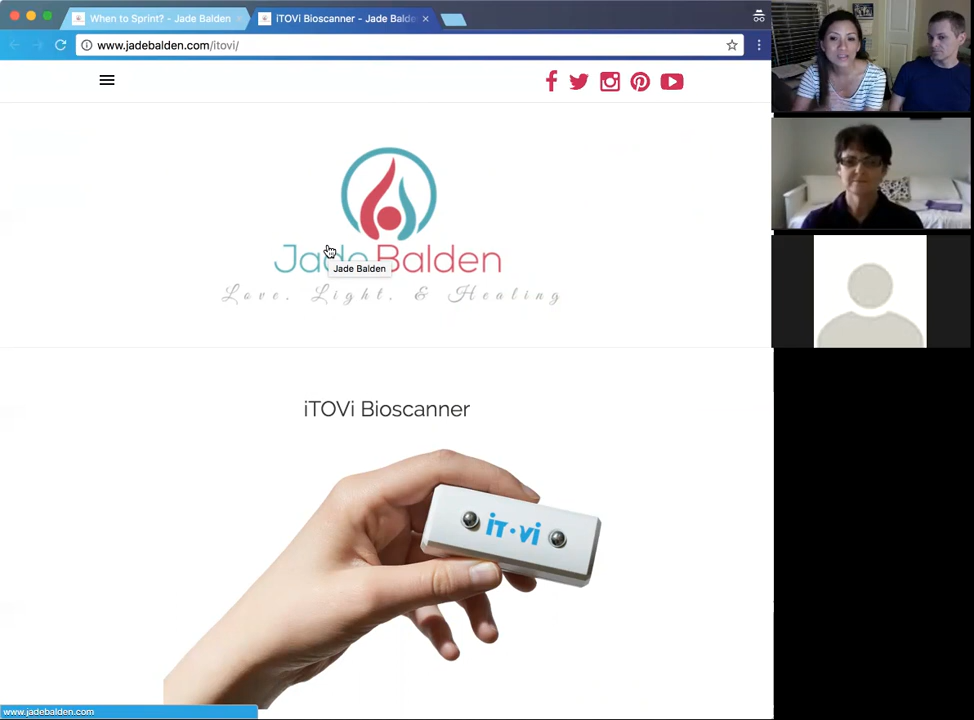 When to Sprint? - Jade Balden
iTOVi Bioscanner - Jade Balde
www.jadebalden.com/itovi/
Jade Balden
Jade Balden
Love, Light, & Healing
iTOVi Bioscanner
iT·Vi
www.jadebalden.com